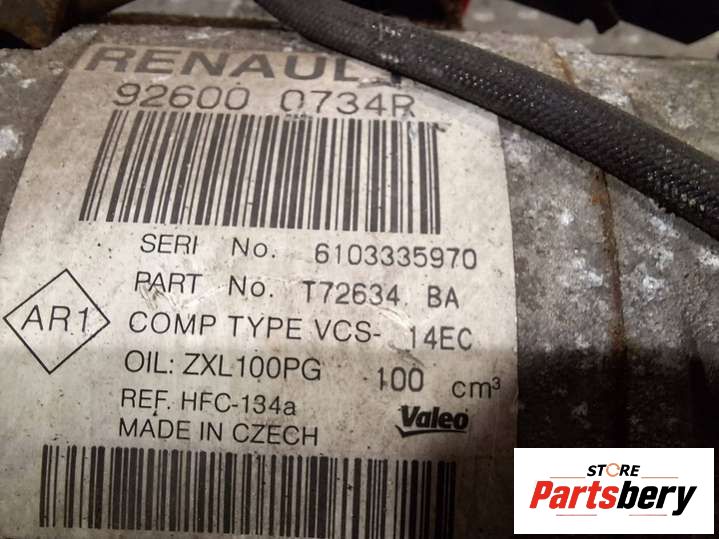 RENAULT
92600 0734R
SERI No. 6103335970
PART No. T72634 BA
AR1
COMP TYPE VCS- 14EC
OIL: ZXL100PG 100 cm³
REF. HFC-134a
Valeo
MADE IN CZECH
STORE
Partsbery